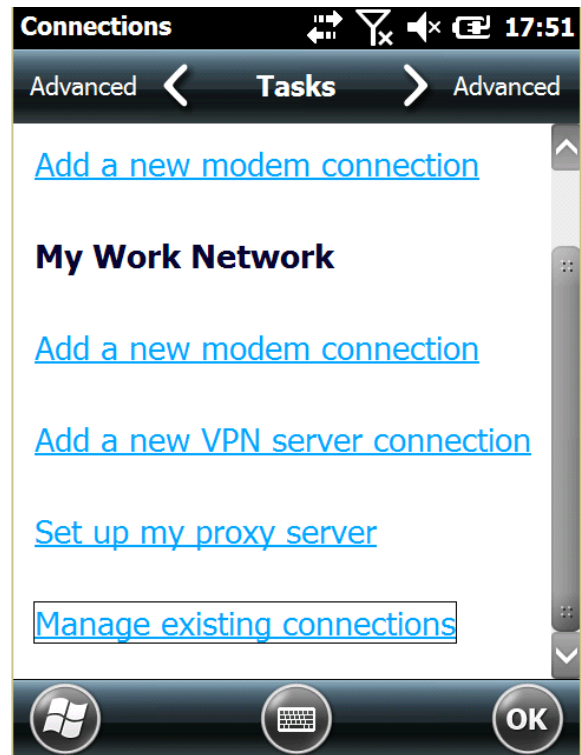 Connections 17:51
Advanced Tasks Advanced
Add a new modem connection
My Work Network
Add a new modem connection
Add a new VPN server connection
Set up my proxy server
Manage existing connections
OK